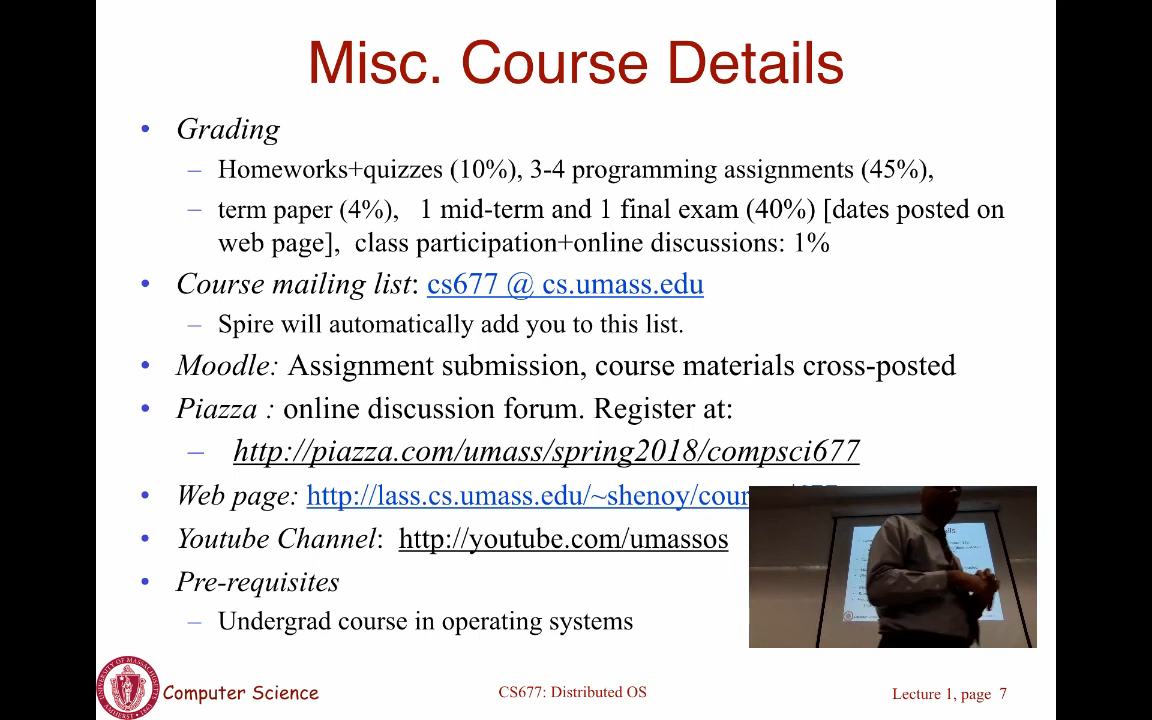 Misc. Course Details
• Grading
– Homeworks+quizzes (10%), 3-4 programming assignments (45%),
– term paper (4%), 1 mid-term and 1 final exam (40%) [dates posted on
web page], class participation+online discussions: 1%
• Course mailing list: cs677 @ cs.umass.edu
– Spire will automatically add you to this list.
• Moodle: Assignment submission, course materials cross-posted
• Piazza : online discussion forum. Register at:
– http://piazza.com/umass/spring2018/compsci677
• Web page: http://lass.cs.umass.edu/~shenoy/cour
• Youtube Channel: http://youtube.com/umassos
• Pre-requisites
– Undergrad course in operating systems
Computer Science
CS677: Distributed OS
Lecture 1, page 7